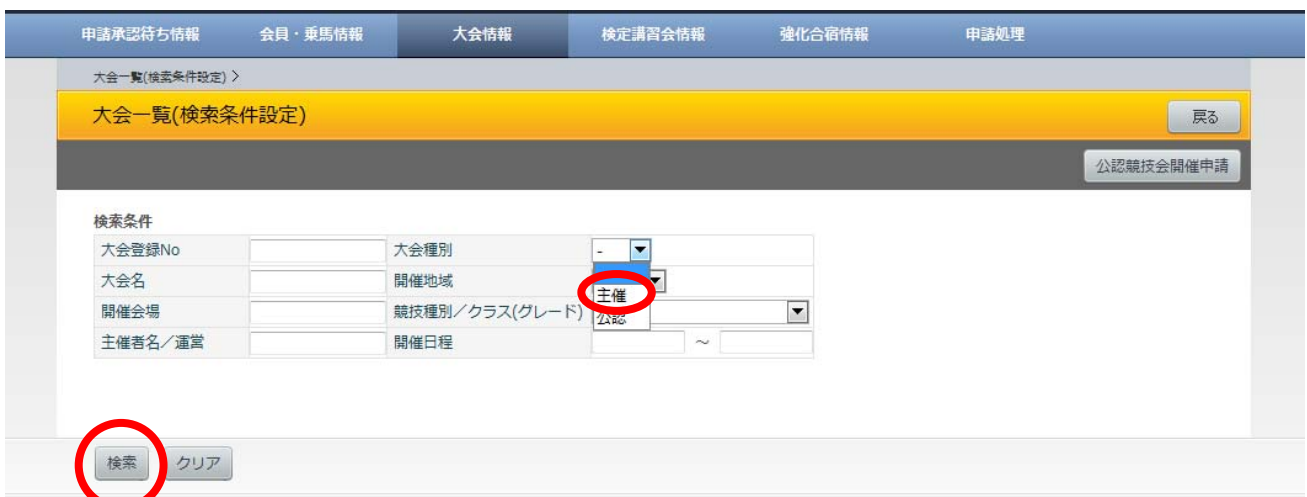 申請承認待ち情報 会員・乗馬情報 大会情報 検定講習会情報 強化合宿情報 申請処理
大会一覧(検索条件設定) >
大会一覧(検索条件設定) 戻る
公認競技会開催申請
検索条件
大会登録No 大会種別 -
大会名 開催地域
主催
開催会場 競技種別／クラス(グレード)
公認
主催者名／運営 開催日程 ～
検索 クリア